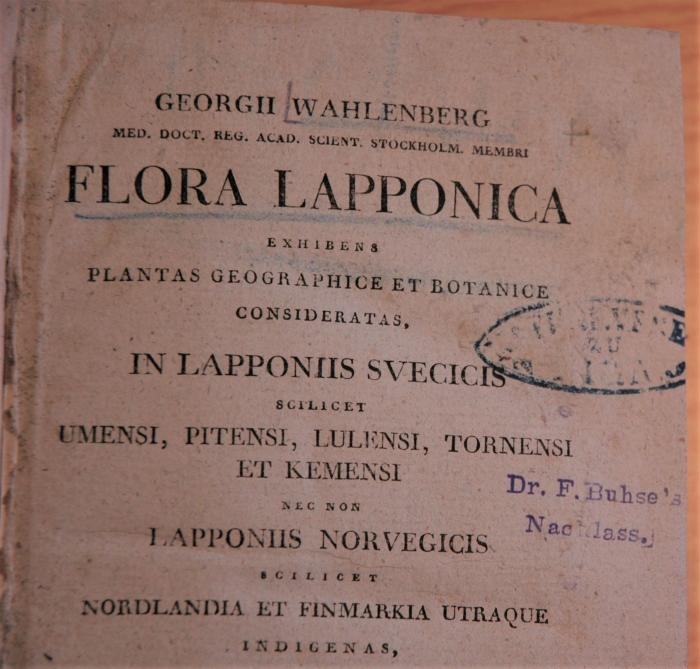 GEORGII WAHLENBERG
MED. DOCT. REG. ACAD. SCIENT. STOCKHOLM. MEMBRI
FLORA LAPPONICA
EXHIBENS
PLANTAS GEOGRAPHICE ET BOTANICE
CONSIDERATAS,
IN LAPPONIIS SVECICIS
SCILICET
UMENSI, PITENSI, LULENSI, TORNENSI
ET KEMENSI
NEC NON
LAPPONIIS NORVEGICIS
SCILICET
NORDLANDIA ET FINMARKIA UTRAQUE
INDIGENAS,
ZU
Dr. F. Buhse's
Nachlass.